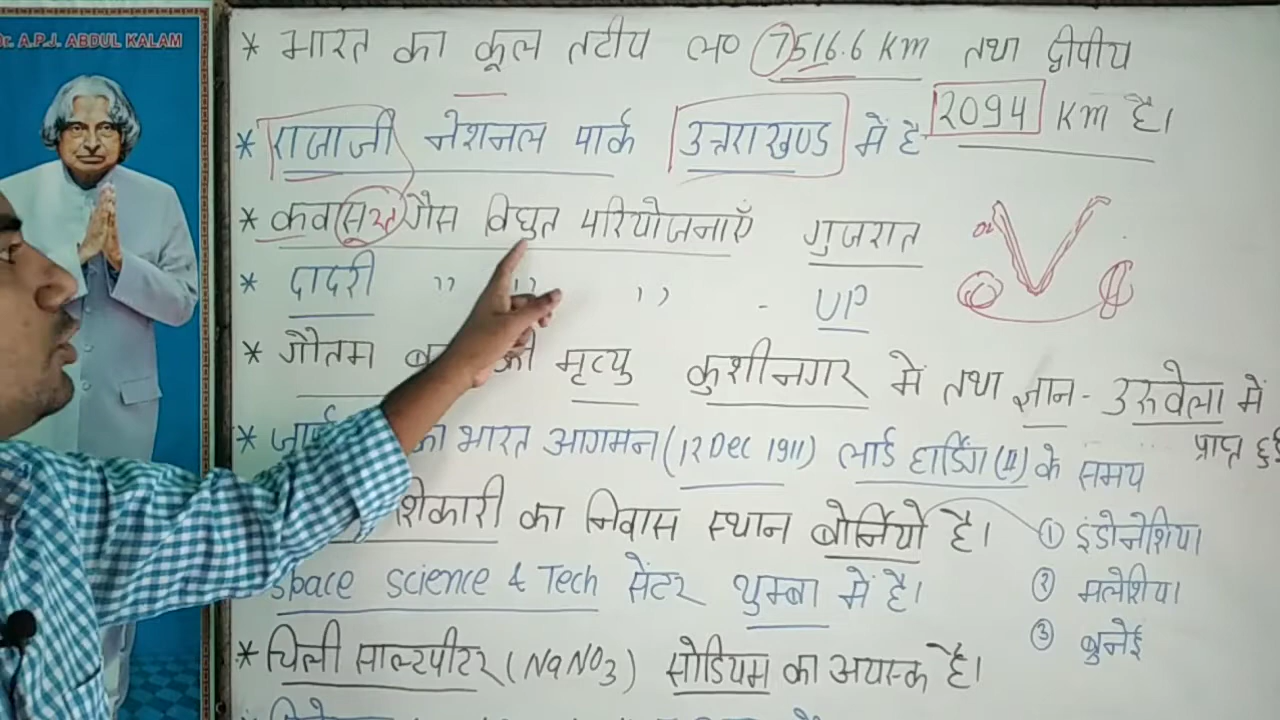 Dr. A.P.J. ABDUL KALAM
* भारत का कूल तटीय ल० 7516.6 KM तथा द्वीपीय
2094 KM है।
* राजाजी नेशनल पार्क उत्तराखण्ड में है
* कवास गैस विद्युत परियोजनाएँ गुजरात
* दादरी " " " - UP
* गौतम की मृत्यु कुशीनगर में तथा ज्ञान - उरुवेला में
प्राप्त
* का भारत आगमन (12 Dec 1911) लार्ड हार्डिंग (II) के समय
शिकारी का निवास स्थान बोर्नियो है।
① इंडोनेशिया
② मलेशिया
③ ब्रुनेई
Space Science & Tech सेंटर थुम्बा में है।
* चिली साल्टपीटर (NaNO3) सोडियम का अयस्क है।